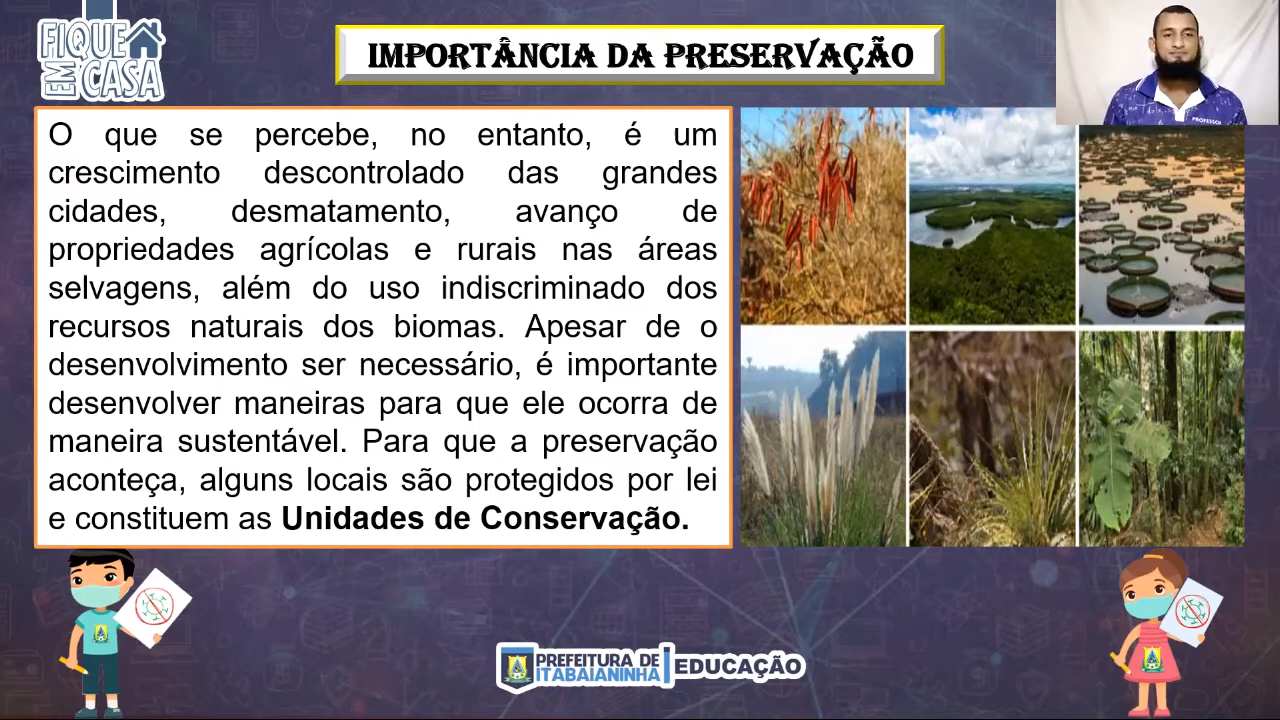 FIQUE
EM
CASA
IMPORTÂNCIA DA PRESERVAÇÃO
PROFESSOR
O que se percebe, no entanto, é um
crescimento descontrolado das grandes
cidades, desmatamento, avanço de
propriedades agrícolas e rurais nas áreas
selvagens, além do uso indiscriminado dos
recursos naturais dos biomas. Apesar de o
desenvolvimento ser necessário, é importante
desenvolver maneiras para que ele ocorra de
maneira sustentável. Para que a preservação
aconteça, alguns locais são protegidos por lei
e constituem as Unidades de Conservação.
PREFEITURA DE
ITABAIANINHA
EDUCAÇÃO